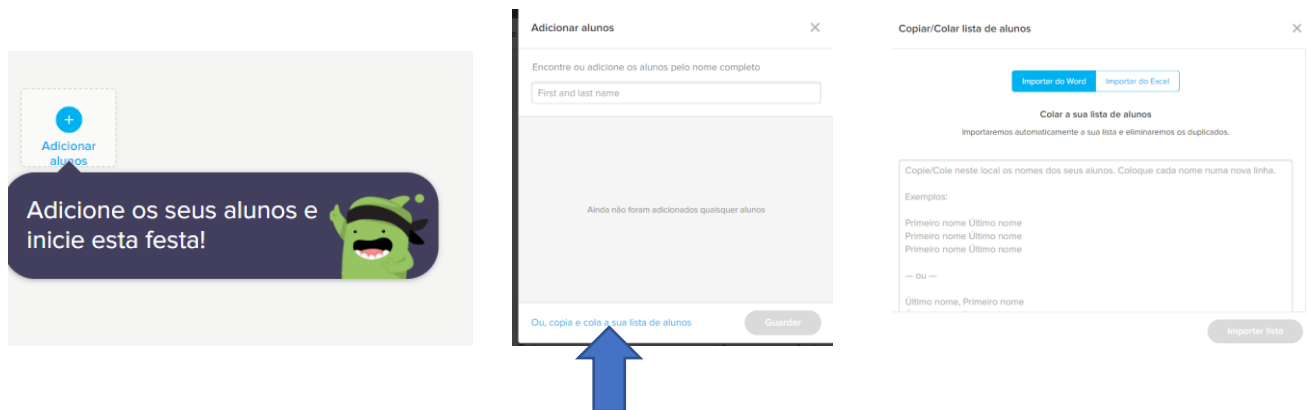 Adicionar
alunos
Adicione os seus alunos e
inicie esta festa!
Adicionar alunos
Encontre ou adicione os alunos pelo nome completo
First and last name
Ainda não foram adicionados quaisquer alunos
Ou, copia e cola a sua lista de alunos
Guardar
Copiar/Colar lista de alunos
Importar do Word
Importar do Excel
Colar a sua lista de alunos
Importaremos automaticamente a sua lista e eliminaremos os duplicados.
Copie/Cole neste local os nomes dos seus alunos. Coloque cada nome numa nova linha.
Exemplos:
Primeiro nome Último nome
Primeiro nome Último nome
Primeiro nome Último nome
— ou —
Último nome, Primeiro nome
Importar lista